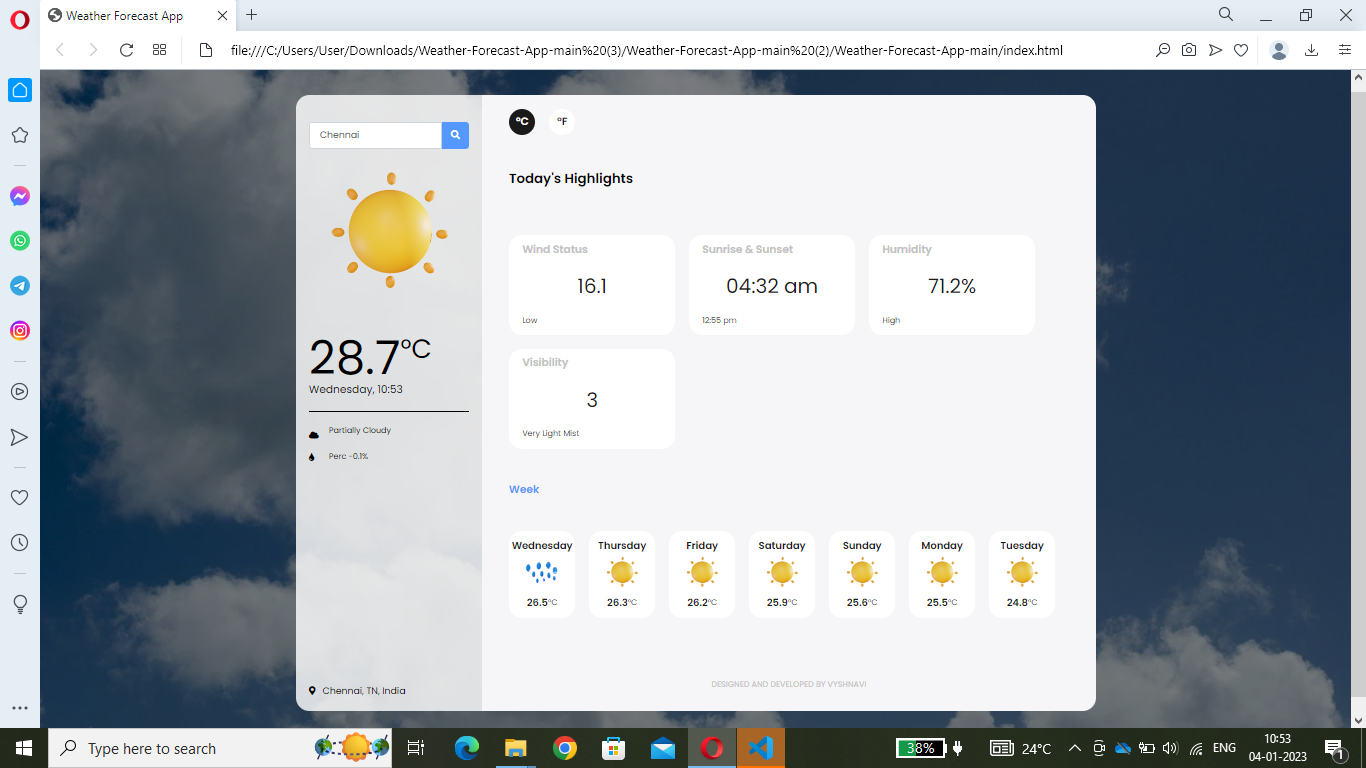 Weather Forecast App
file:///C:/Users/User/Downloads/Weather-Forecast-App-main%20(3)/Weather-Forecast-App-main%20(2)/Weather-Forecast-App-main/index.html
Chennai
28.7°C
Wednesday, 10:53
Partially Cloudy
Perc -0.1%
Chennai, TN, India
°C °F
Today's Highlights
Wind Status
16.1
Low
Sunrise & Sunset
04:32 am
12:55 pm
Humidity
71.2%
High
Visibility
3
Very Light Mist
Week
Wednesday Thursday Friday Saturday Sunday Monday Tuesday
26.5°C 26.3°C 26.2°C 25.9°C 25.6°C 25.5°C 24.8°C
DESIGNED AND DEVELOPED BY VYSHNAVI
Type here to search
38%
24°C
ENG
10:53
04-01-2023
1